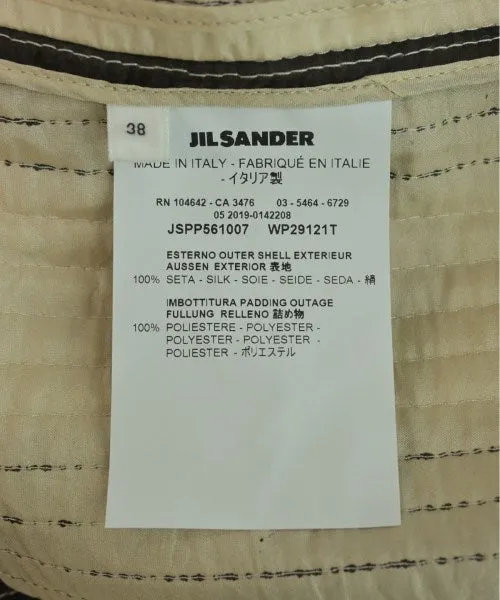 38
JIL SANDER
MADE IN ITALY - FABRIQUÉ EN ITALIE
- イタリア製
RN 104642 - CA 3476 03 - 5464 - 6729
05 2019-0142208
JSPP561007 WP29121T
ESTERNO OUTER SHELL EXTERIEUR
AUSSEN EXTERIOR 表地
100% SETA - SILK - SOIE - SEIDE - SEDA - 絹
IMBOTTITURA PADDING OUTAGE
FULLUNG RELLENO 詰め物
100% POLIESTERE - POLYESTER -
POLYESTER - POLYESTER -
POLIESTER - ポリエステル